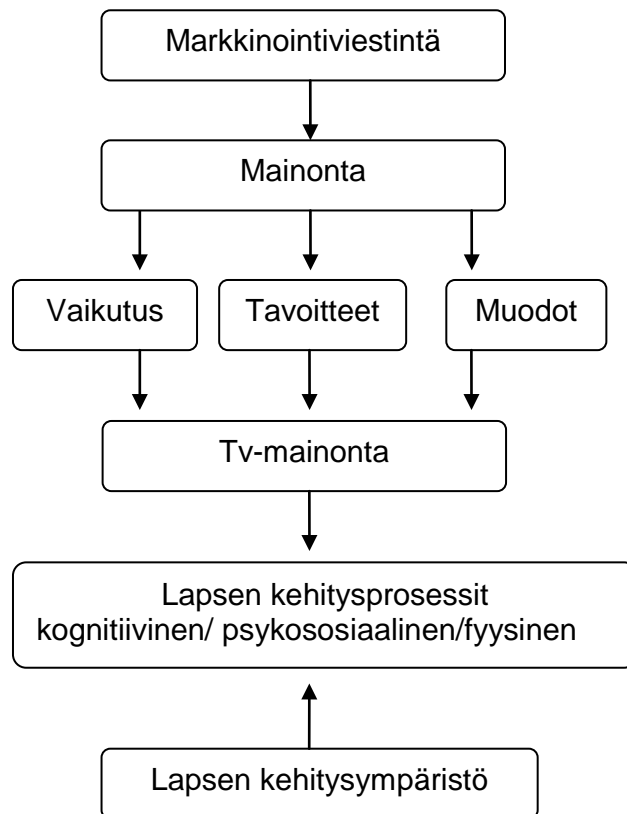 Markkinointiviestintä
Mainonta
Vaikutus
Tavoitteet
Muodot
Tv-mainonta
Lapsen kehitysprosessit
kognitiivinen/ psykososiaalinen/fyysinen
Lapsen kehitysympäristö